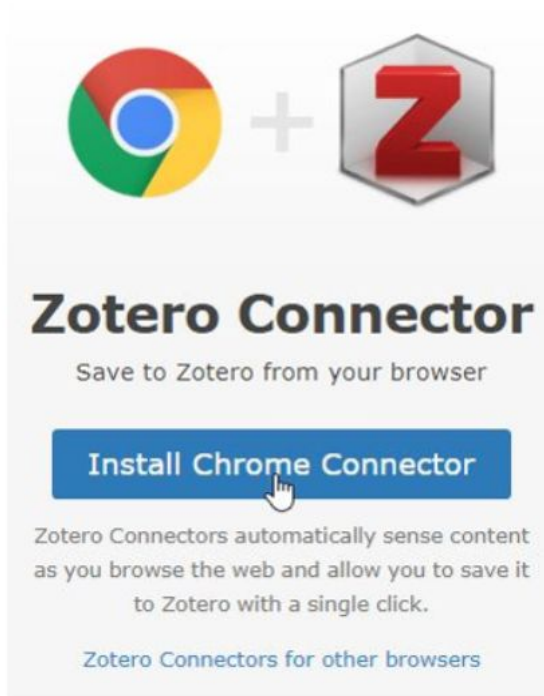 Z
Zotero Connector
Save to Zotero from your browser
Install Chrome Connector
Zotero Connectors automatically sense content
as you browse the web and allow you to save it
to Zotero with a single click.
Zotero Connectors for other browsers